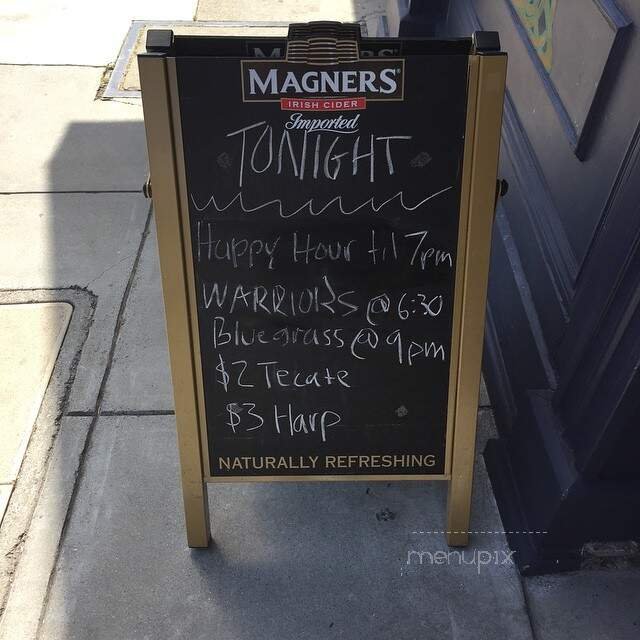 MAGNERS
IRISH CIDER
Imported
TONIGHT
Happy Hour til 7pm
WARRIORS @ 6:30
Bluegrass @ 9pm
$2 Tecate
$3 Harp
NATURALLY REFRESHING
menupix